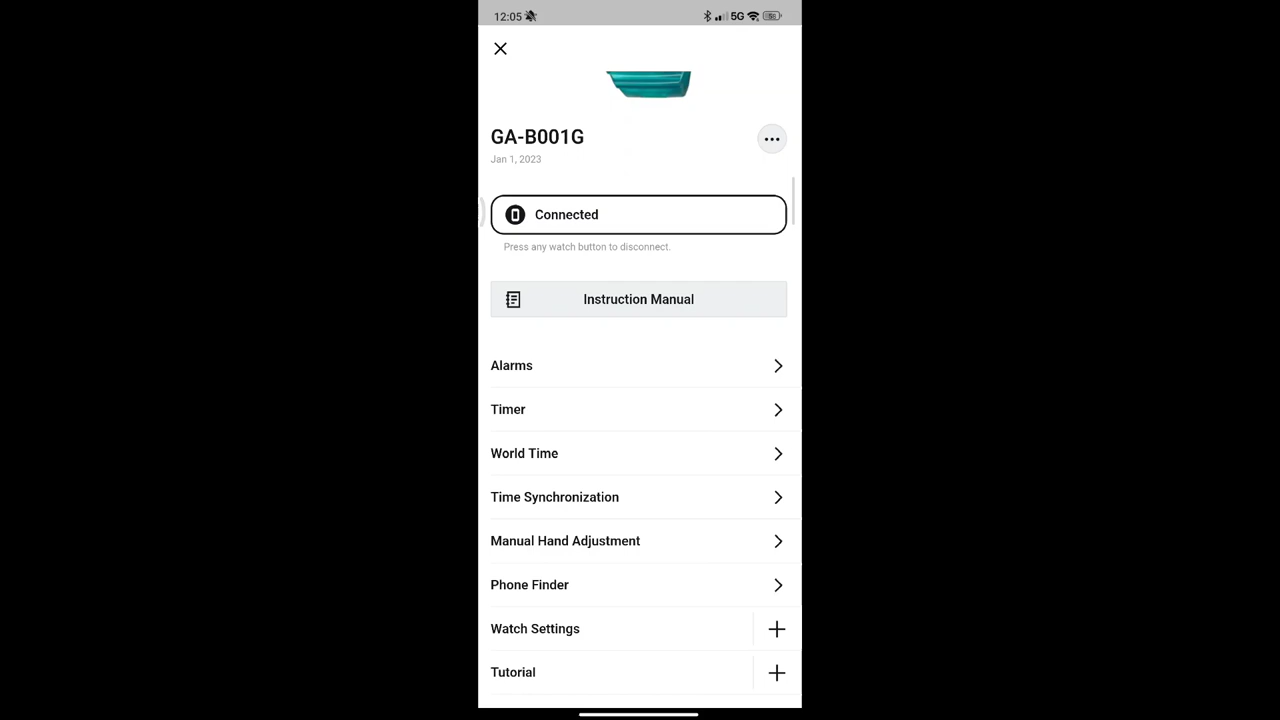 12:05 5G 58
GA-B001G
Jan 1, 2023
Connected
Press any watch button to disconnect.
Instruction Manual
Alarms
Timer
World Time
Time Synchronization
Manual Hand Adjustment
Phone Finder
Watch Settings
Tutorial